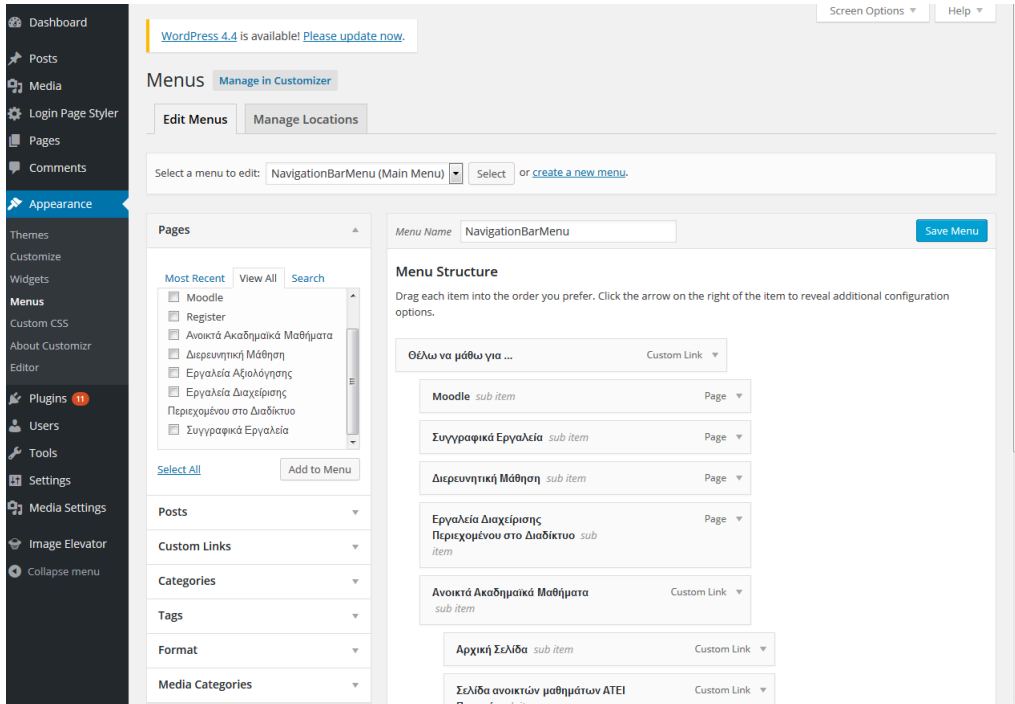 Dashboard
Posts
Media
Login Page Styler
Pages
Comments
Appearance
Themes
Customize
Widgets
Menus
Custom CSS
About Customizr
Editor
Plugins 11
Users
Tools
Settings
Media Settings
Image Elevator
Collapse menu
Screen Options
Help
WordPress 4.4 is available! Please update now.
Menus Manage in Customizer
Edit Menus
Manage Locations
Select a menu to edit: NavigationBarMenu (Main Menu) Select or create a new menu.
Pages
Most Recent View All Search
Moodle
Register
Ανοικτά Ακαδημαϊκά Μαθήματα
Διερευνητική Μάθηση
Εργαλεία Αξιολόγησης
Εργαλεία Διαχείρισης
Περιεχομένου στο Διαδίκτυο
Συγγραφικά Εργαλεία
Select All
Add to Menu
Posts
Custom Links
Categories
Tags
Format
Media Categories
Menu Name NavigationBarMenu
Save Menu
Menu Structure
Drag each item into the order you prefer. Click the arrow on the right of the item to reveal additional configuration
options.
Θέλω να μάθω για ... Custom Link
Moodle sub item Page
Συγγραφικά Εργαλεία sub item Page
Διερευνητική Μάθηση sub item Page
Εργαλεία Διαχείρισης Page
Περιεχομένου στο Διαδίκτυο sub
item
Ανοικτά Ακαδημαϊκά Μαθήματα Custom Link
sub item
Αρχική Σελίδα sub item Custom Link
Σελίδα ανοικτών μαθημάτων ΑΤΕΙ Custom Link